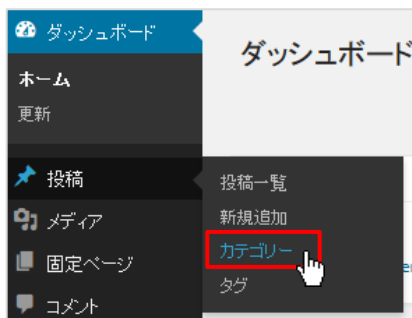 ダッシュボード
ダッシュボード
ホーム
更新
投稿
投稿一覧
メディア
新規追加
カテゴリー
固定ページ
タグ
コメント